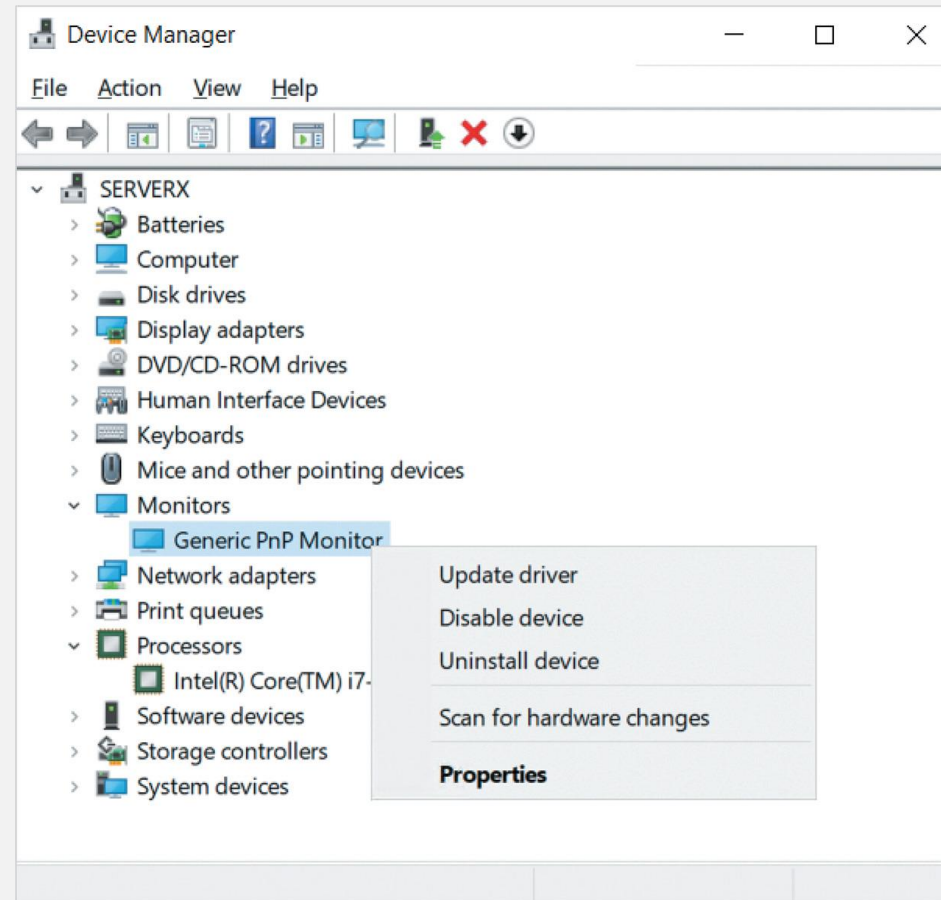 Device Manager
File Action View Help
SERVERX
Batteries
Computer
Disk drives
Display adapters
DVD/CD-ROM drives
Human Interface Devices
Keyboards
Mice and other pointing devices
Monitors
Generic PnP Monitor
Network adapters
Print queues
Processors
Intel(R) Core(TM) i7-
Software devices
Storage controllers
System devices
Update driver
Disable device
Uninstall device
Scan for hardware changes
Properties